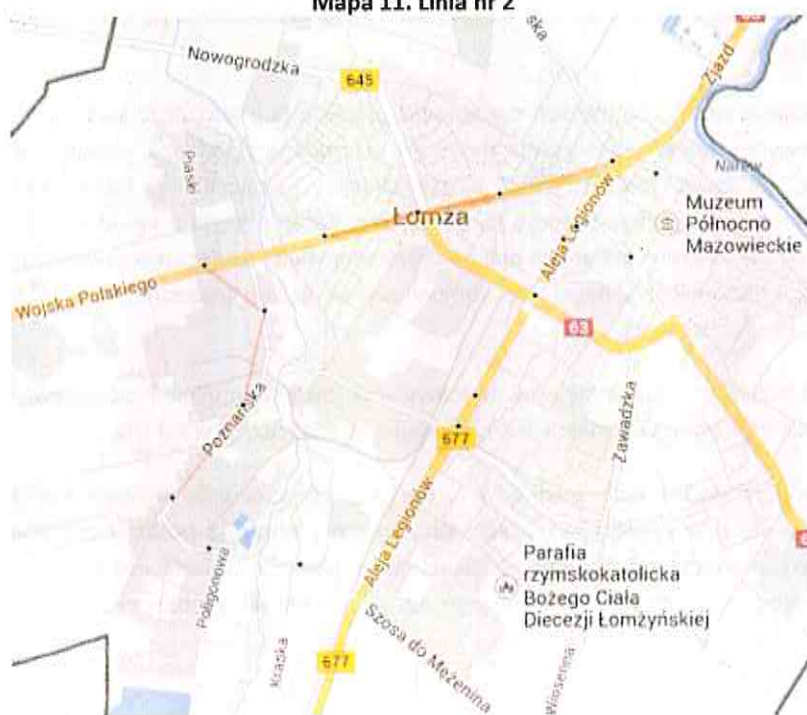 Mapa 11. Linia nr 2
Nowogrodzka
645
Zjazd
Piaski
Narew
Łomża
Aleja Legionów
Muzeum
Północno
Mazowieckie
Wojska Polskiego
63
Poznańska
Zawadzka
677
Aleja Legionów
Poligonowa
Parafia
rzymskokatolicka
Bożego Ciała
Diecezji Łomżyńskiej
Szosa do Mężenina
677
Wiosenna